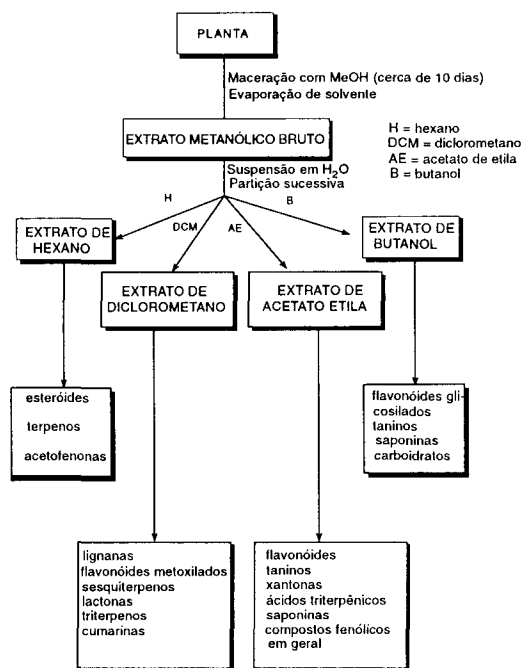 PLANTA
Maceração com MeOH (cerca de 10 dias)
Evaporação de solvente
EXTRATO METANÓLICO BRUTO
H = hexano
DCM = diclorometano
AE = acetato de etila
B = butanol
Suspensão em H₂O
Partição sucessiva
H
DCM
AE
B
EXTRATO DE
HEXANO
EXTRATO DE
DICLOROMETANO
EXTRATO DE
ACETATO ETILA
EXTRATO DE
BUTANOL
esteróides
terpenos
acetofenonas
flavonóides gli-
cosilados
taninos
saponinas
carboidratos
lignanas
flavonóides metoxilados
sesquiterpenos
lactonas
triterpenos
cumarinas
flavonóides
taninos
xantonas
ácidos triterpênicos
saponinas
compostos fenólicos
em geral